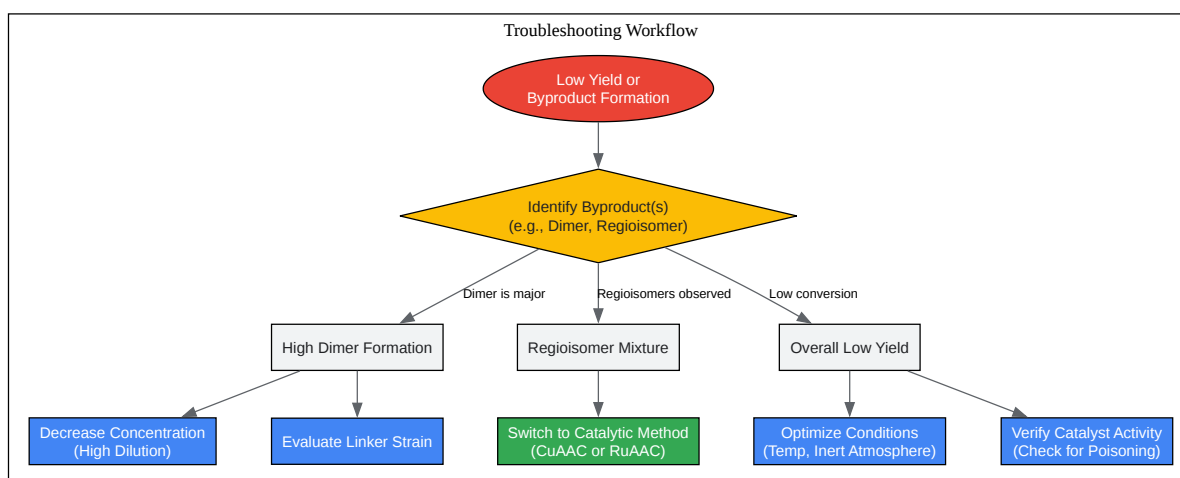 Troubleshooting Workflow
Low Yield or
Byproduct Formation
Identify Byproduct(s)
(e.g., Dimer, Regioisomer)
Dimer is major
Regioisomers observed
Low conversion
High Dimer Formation
Regioisomer Mixture
Overall Low Yield
Decrease Concentration
(High Dilution)
Evaluate Linker Strain
Switch to Catalytic Method
(CuAAC or RuAAC)
Optimize Conditions
(Temp, Inert Atmosphere)
Verify Catalyst Activity
(Check for Poisoning)